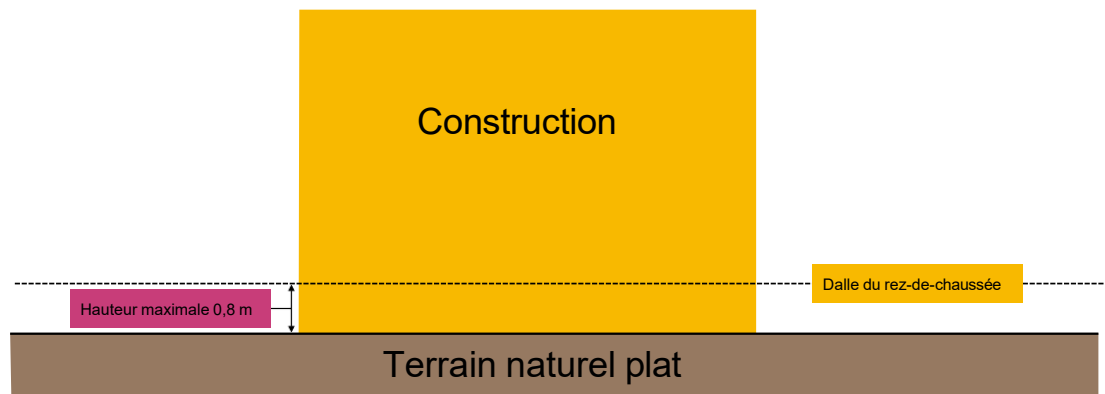 Construction
Dalle du rez-de-chaussée
Hauteur maximale 0,8 m
Terrain naturel plat